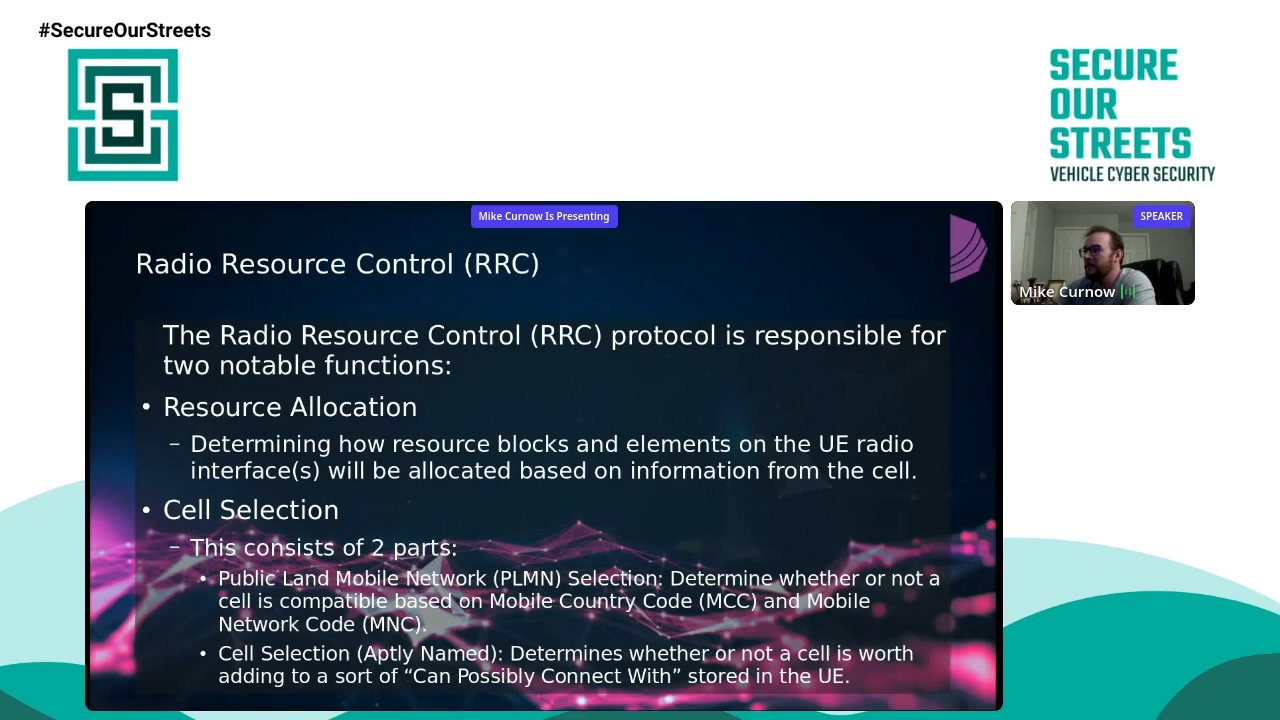 #SecureOurStreets
S
SECURE
OUR
STREETS
VEHICLE CYBER SECURITY
Mike Curnow Is Presenting
SPEAKER
Mike Curnow
Radio Resource Control (RRC)
The Radio Resource Control (RRC) protocol is responsible for
two notable functions:
• Resource Allocation
– Determining how resource blocks and elements on the UE radio
interface(s) will be allocated based on information from the cell.
• Cell Selection
– This consists of 2 parts:
• Public Land Mobile Network (PLMN) Selection: Determine whether or not a
cell is compatible based on Mobile Country Code (MCC) and Mobile
Network Code (MNC).
• Cell Selection (Aptly Named): Determines whether or not a cell is worth
adding to a sort of “Can Possibly Connect With” stored in the UE.